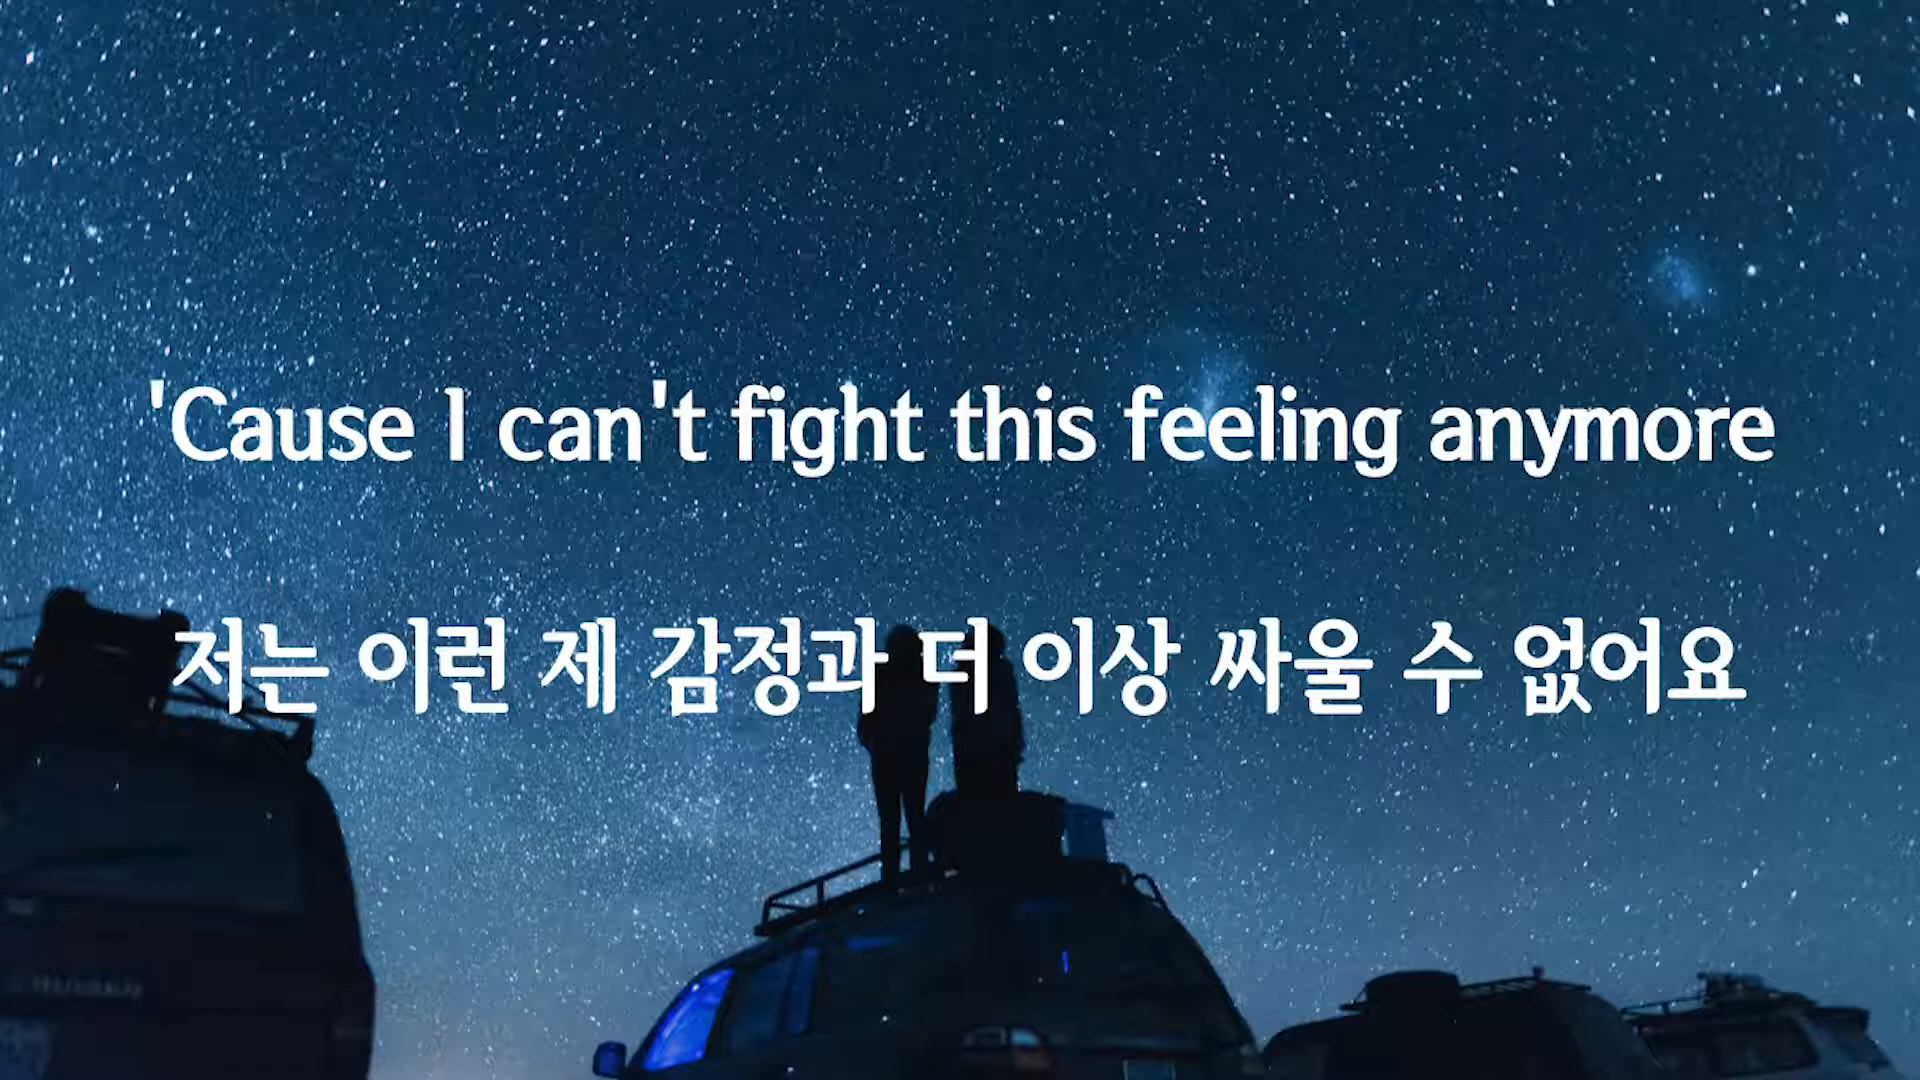 'Cause I can't fight this feeling anymore
저는 이런 제 감정과 더 이상 싸울 수 없어요